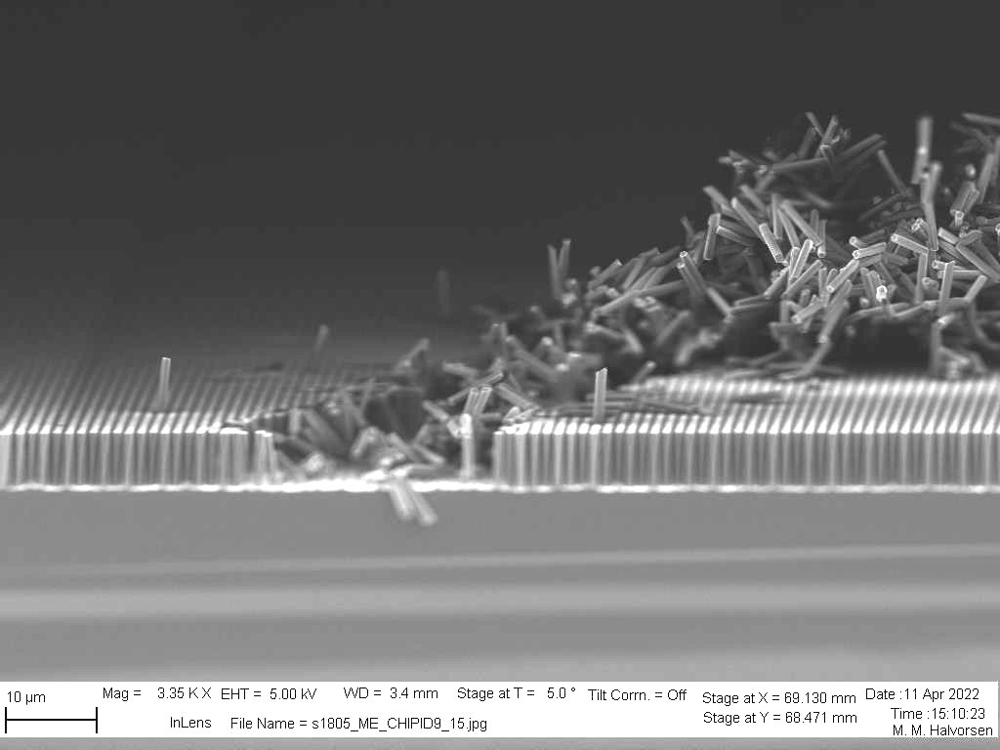 10 µm
Mag = 3.35 K X EHT = 5.00 kV WD = 3.4 mm Stage at T = 5.0 ° Tilt Corrn. = Off Stage at X = 69.130 mm Date :11 Apr 2022
Stage at Y = 68.471 mm Time :15:10:23
InLens File Name = s1805_ME_CHIPID9_15.jpg M. M. Halvorsen